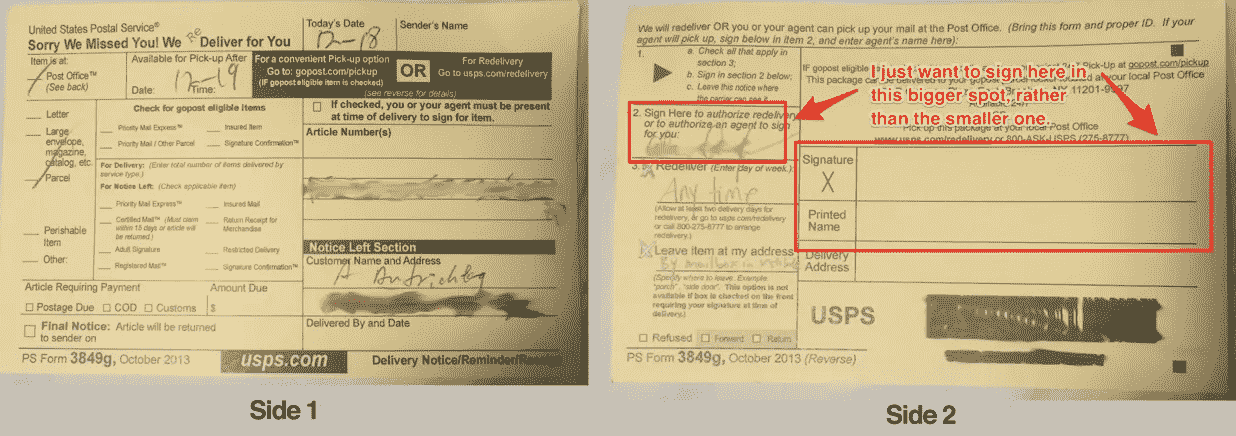 United States Postal Service®
Sorry We Missed You! We Re Deliver for You
Today's Date
12-18
Sender's Name
Item is at:
Post Office™
(See back)
Available for Pick-up After
Date: 12-19 Time:
For a convenient Pick-up option
Go to: gopost.com/pickup
(IF gopost eligible item is checked)
OR
For Redelivery
Go to usps.com/redelivery
(see reverse for details)
Letter
Large
envelope,
magazine,
catalog, etc.
Parcel
Perishable
Item
Other:
Check for gopost eligible items
Priority Mail Express™
Insured Item
Priority Mail / Other Parcel
Signature Confirmation™
For Delivery: (Enter total number of items delivered by
service type.)
For Notice Left: (Check applicable item)
Priority Mail Express™
Insured Mail
Certified Mail™ (Must claim
within 15 days or article will
be returned.)
Return Receipt for
Merchandise
Adult Signature
Restricted Delivery
Registered Mail™
Signature Confirmation™
If checked, you or your agent must be present
at time of delivery to sign for item.
Article Number(s)
Notice Left Section
Customer Name and Address
A
Article Requiring Payment
Amount Due
Postage Due
COD
Customs
$
Final Notice: Article will be returned
to sender on
Delivered By and Date
PS Form 3849g, October 2013
usps.com
Delivery Notice/Reminder/
Side 1
We will redeliver OR you or your agent can pick up your mail at the Post Office. (Bring this form and proper ID. If your
agent will pick up, sign below in item 2, and enter agent's name here):
1.
a. Check all that apply in
section 3;
b. Sign in section 2 below;
c. Leave this notice where
the carrier can see it.
2. Sign Here to authorize redelivery
or to authorize an agent to sign
for you:
3. Redeliver (Enter day of week.):
Any time
(Allow at least two delivery days for
redelivery, or go to usps.com/redelivery
or call 800-275-8777 to arrange
redelivery.)
Leave item at my address
By mailbox in
(Specify where to leave. Example:
"porch", "side door". This option is not
available if box is checked on the front
requiring your signature at time of
delivery.)
Refused
Forward
Return
PS Form 3849g, October 2013 (Reverse)
IF gopost eligible
Pick-Up at gopost.com/pickup
This package
your local Post Office
NY 11201-9997
I just want to sign here in
this bigger spot, rather
than the smaller one.
Pick up this package at your local Post Office
www.usps.com/redelivery or 800-ASK-USPS (275-8777)
Signature
X
Printed
Name
Delivery
Address
USPS
Side 2